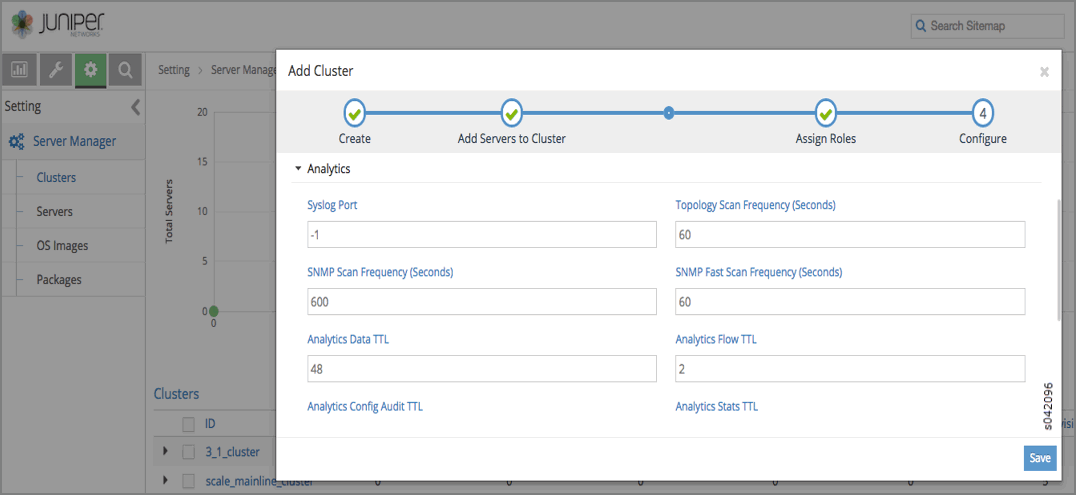 JUNIPER
NETWORKS
Search Sitemap
Setting > Server Manage
Add Cluster
×
Setting
Server Manager
Clusters
Servers
OS Images
Packages
Create
Add Servers to Cluster
Assign Roles
4
Configure
Total Servers
20
15
10
5
0
0
Analytics
Syslog Port
-1
Topology Scan Frequency (Seconds)
60
SNMP Scan Frequency (Seconds)
600
SNMP Fast Scan Frequency (Seconds)
60
Analytics Data TTL
48
Analytics Flow TTL
2
Analytics Config Audit TTL
Analytics Stats TTL
s042096
Save
Clusters
ID
3_1_cluster
scale_mainline_cluster